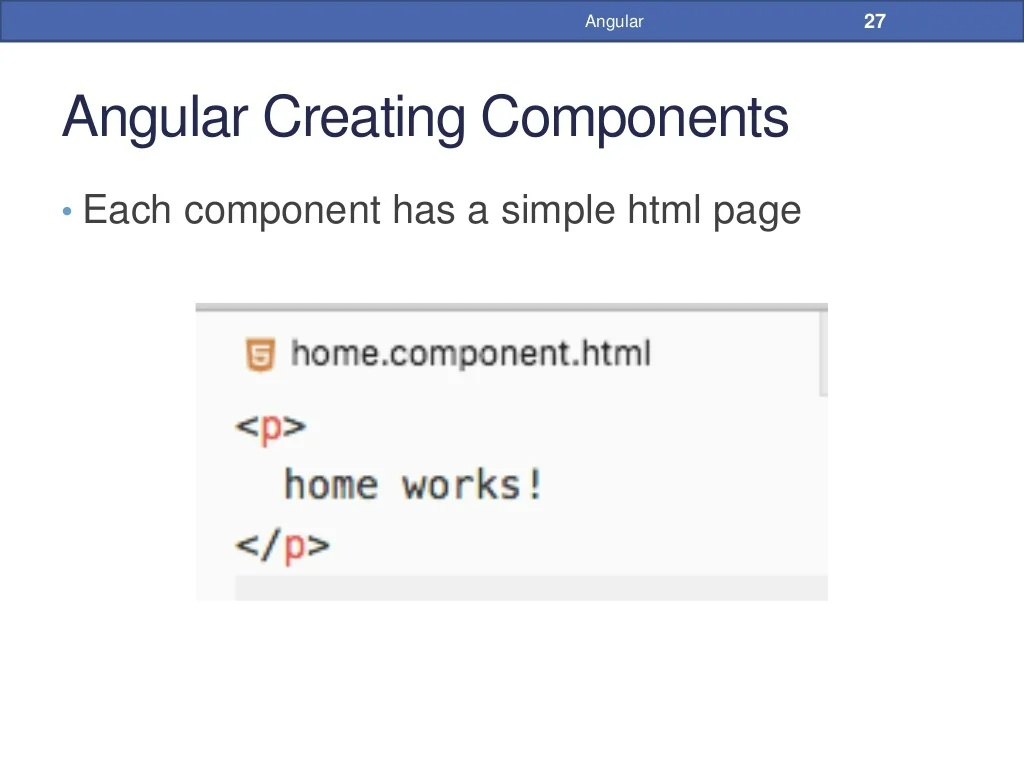 Angular 27
Angular Creating Components
• Each component has a simple html page
home.component.html
<p>
home works!
</p>